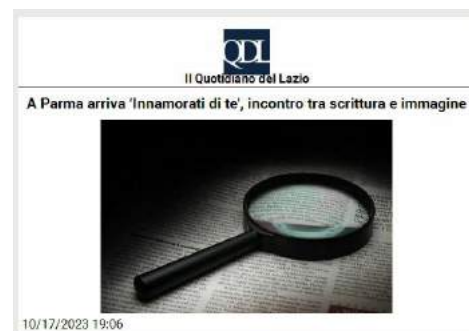 QDL
Il Quotidiano del Lazio
A Parma arriva 'Innamorati di te', incontro tra scrittura e immagine
10/17/2023 19:06